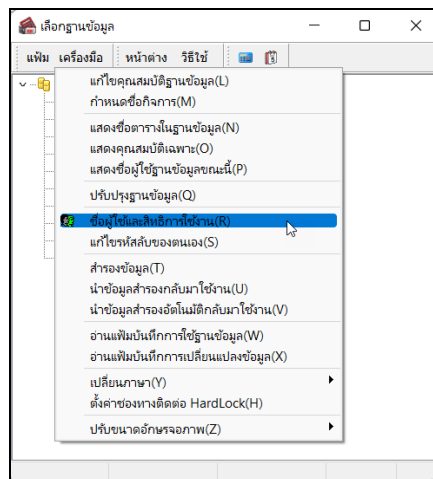 เลือกฐานข้อมูล
แฟ้ม เครื่องมือ หน้าต่าง วิธีใช้
แก้ไขคุณสมบัติฐานข้อมูล(L)
กำหนดชื่อกิจการ(M)
แสดงชื่อตารางในฐานข้อมูล(N)
แสดงคุณสมบัติเฉพาะ(O)
แสดงชื่อผู้ใช้ฐานข้อมูลขณะนี้(P)
ปรับปรุงฐานข้อมูล(Q)
ชื่อผู้ใช้และสิทธิการใช้งาน(R)
แก้ไขรหัสลับของตนเอง(S)
สำรองข้อมูล(T)
นำข้อมูลสำรองกลับมาใช้งาน(U)
นำข้อมูลสำรองอัตโนมัติกลับมาใช้งาน(V)
อ่านแฟ้มบันทึกการใช้ฐานข้อมูล(W)
อ่านแฟ้มบันทึกการเปลี่ยนแปลงข้อมูล(X)
เปลี่ยนภาษา(Y)
ตั้งค่าช่องทางติดต่อ HardLock(H)
ปรับขนาดอักษรจอภาพ(Z)